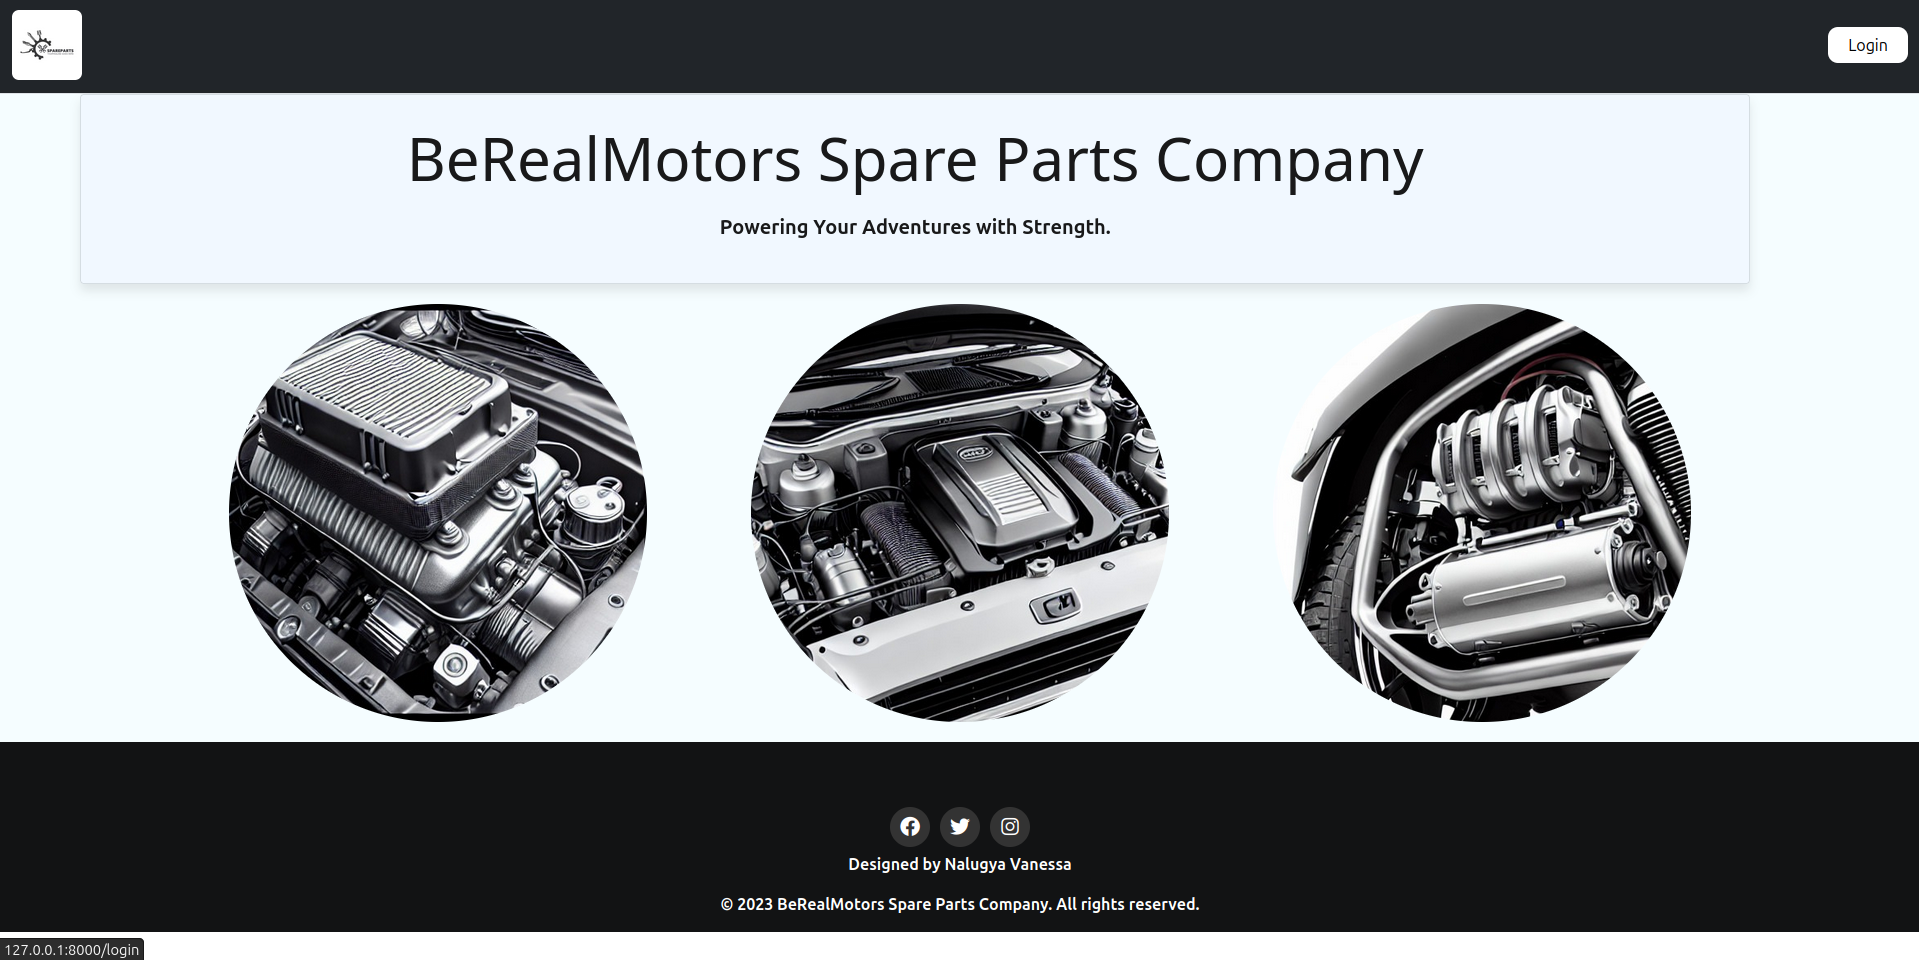 SPAREPARTS
Login
BeRealMotors Spare Parts Company
Powering Your Adventures with Strength.
Designed by Nalugya Vanessa
© 2023 BeRealMotors Spare Parts Company. All rights reserved.
127.0.0.1:8000/login